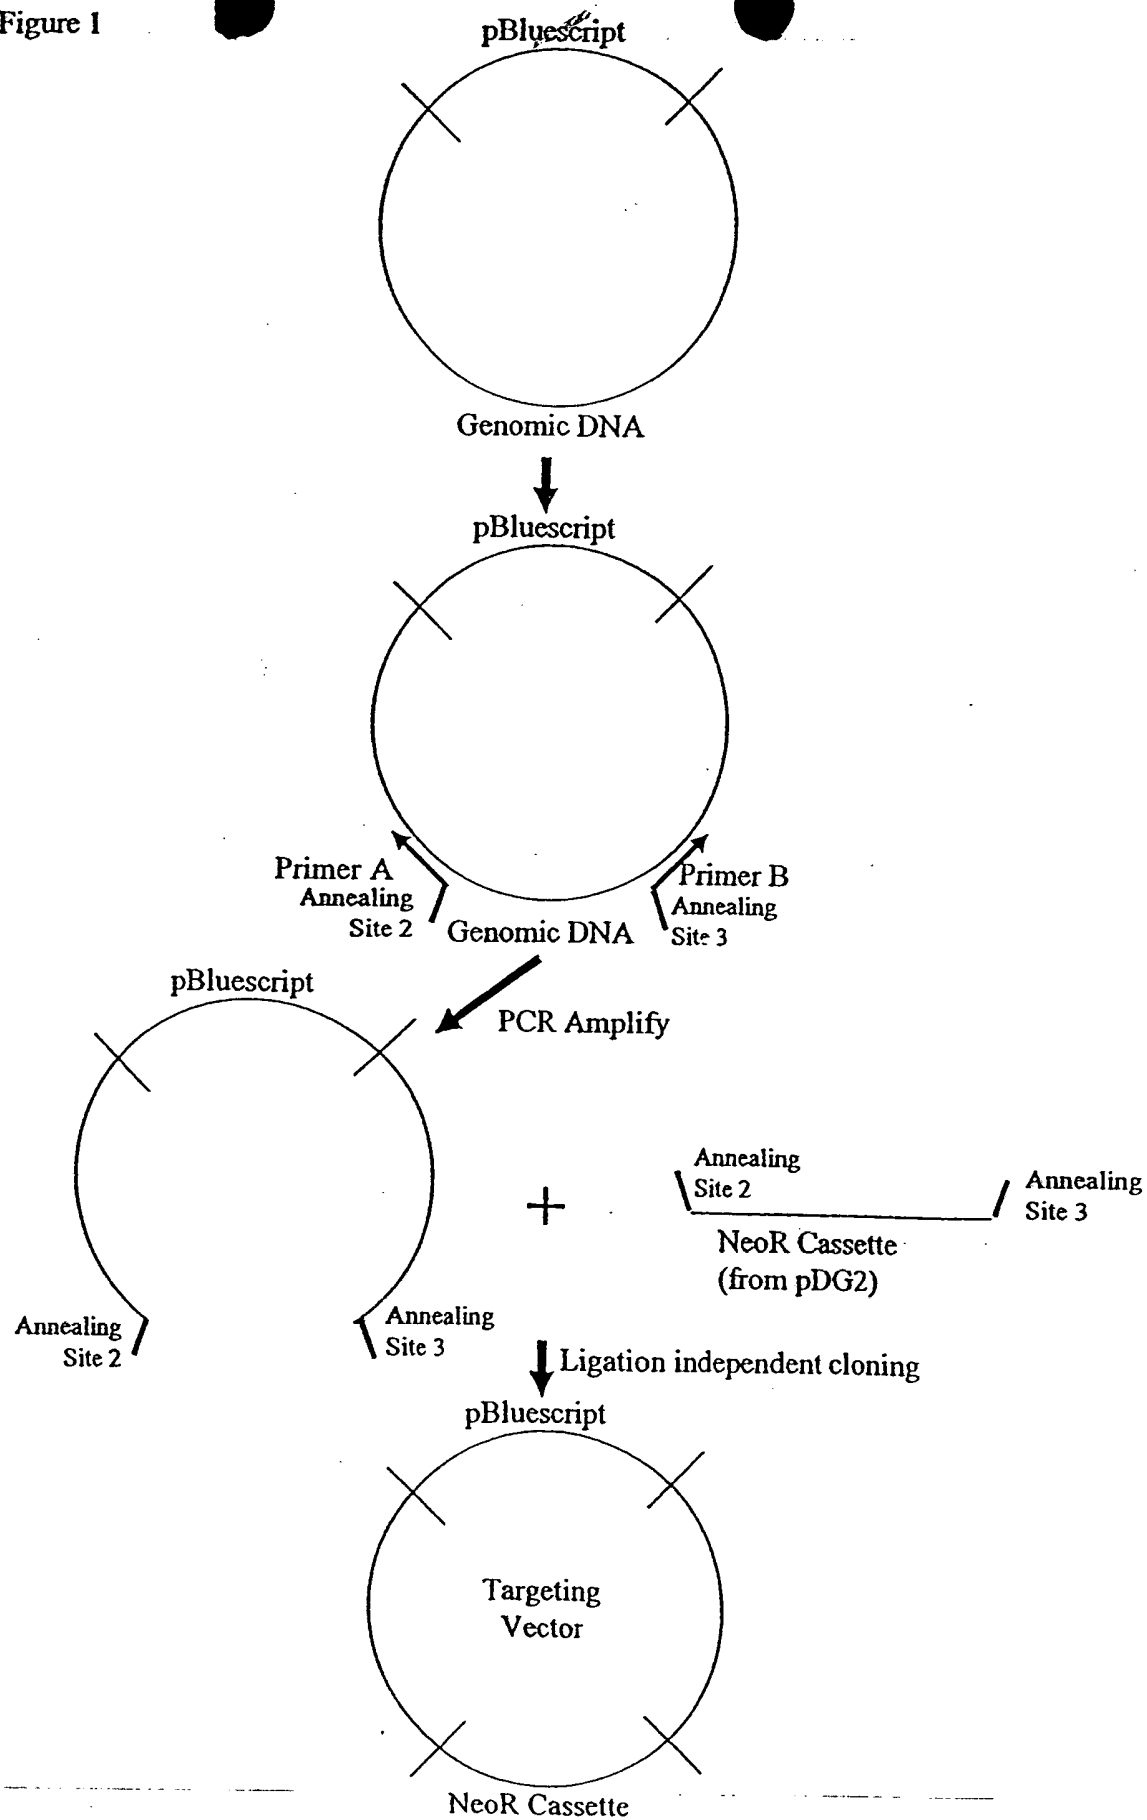 Figure 1
pBluescript
Genomic DNA
pBluescript
Primer A
Annealing
Site 2
Primer B
Annealing
Site 3
Genomic DNA
PCR Amplify
pBluescript
Annealing
Site 2
Annealing
Site 3
+
Annealing
Site 2
Annealing
Site 3
NeoR Cassette
(from pDG2)
Ligation independent cloning
pBluescript
Targeting
Vector
NeoR Cassette